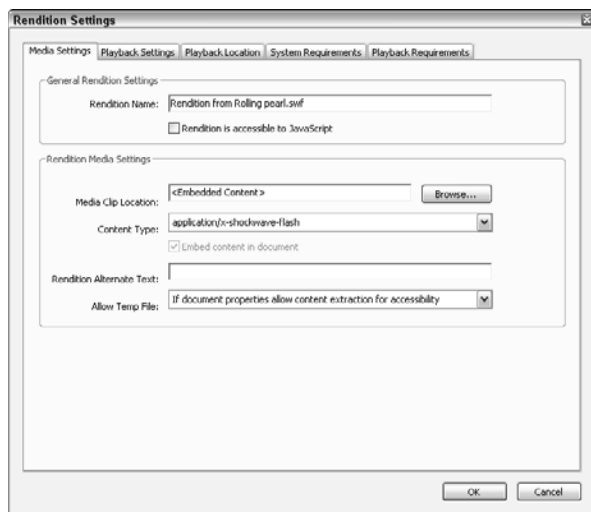 Rendition Settings
Media Settings Playback Settings Playback Location System Requirements Playback Requirements
General Rendition Settings
Rendition Name: Rendition from Rolling pearl.swf
Rendition is accessible to JavaScript
Rendition Media Settings
Media Clip Location: <Embedded Content>
Browse...
Content Type: application/x-shockwave-flash
Embed content in document
Rendition Alternate Text:
Allow Temp File: If document properties allow content extraction for accessibility
OK Cancel